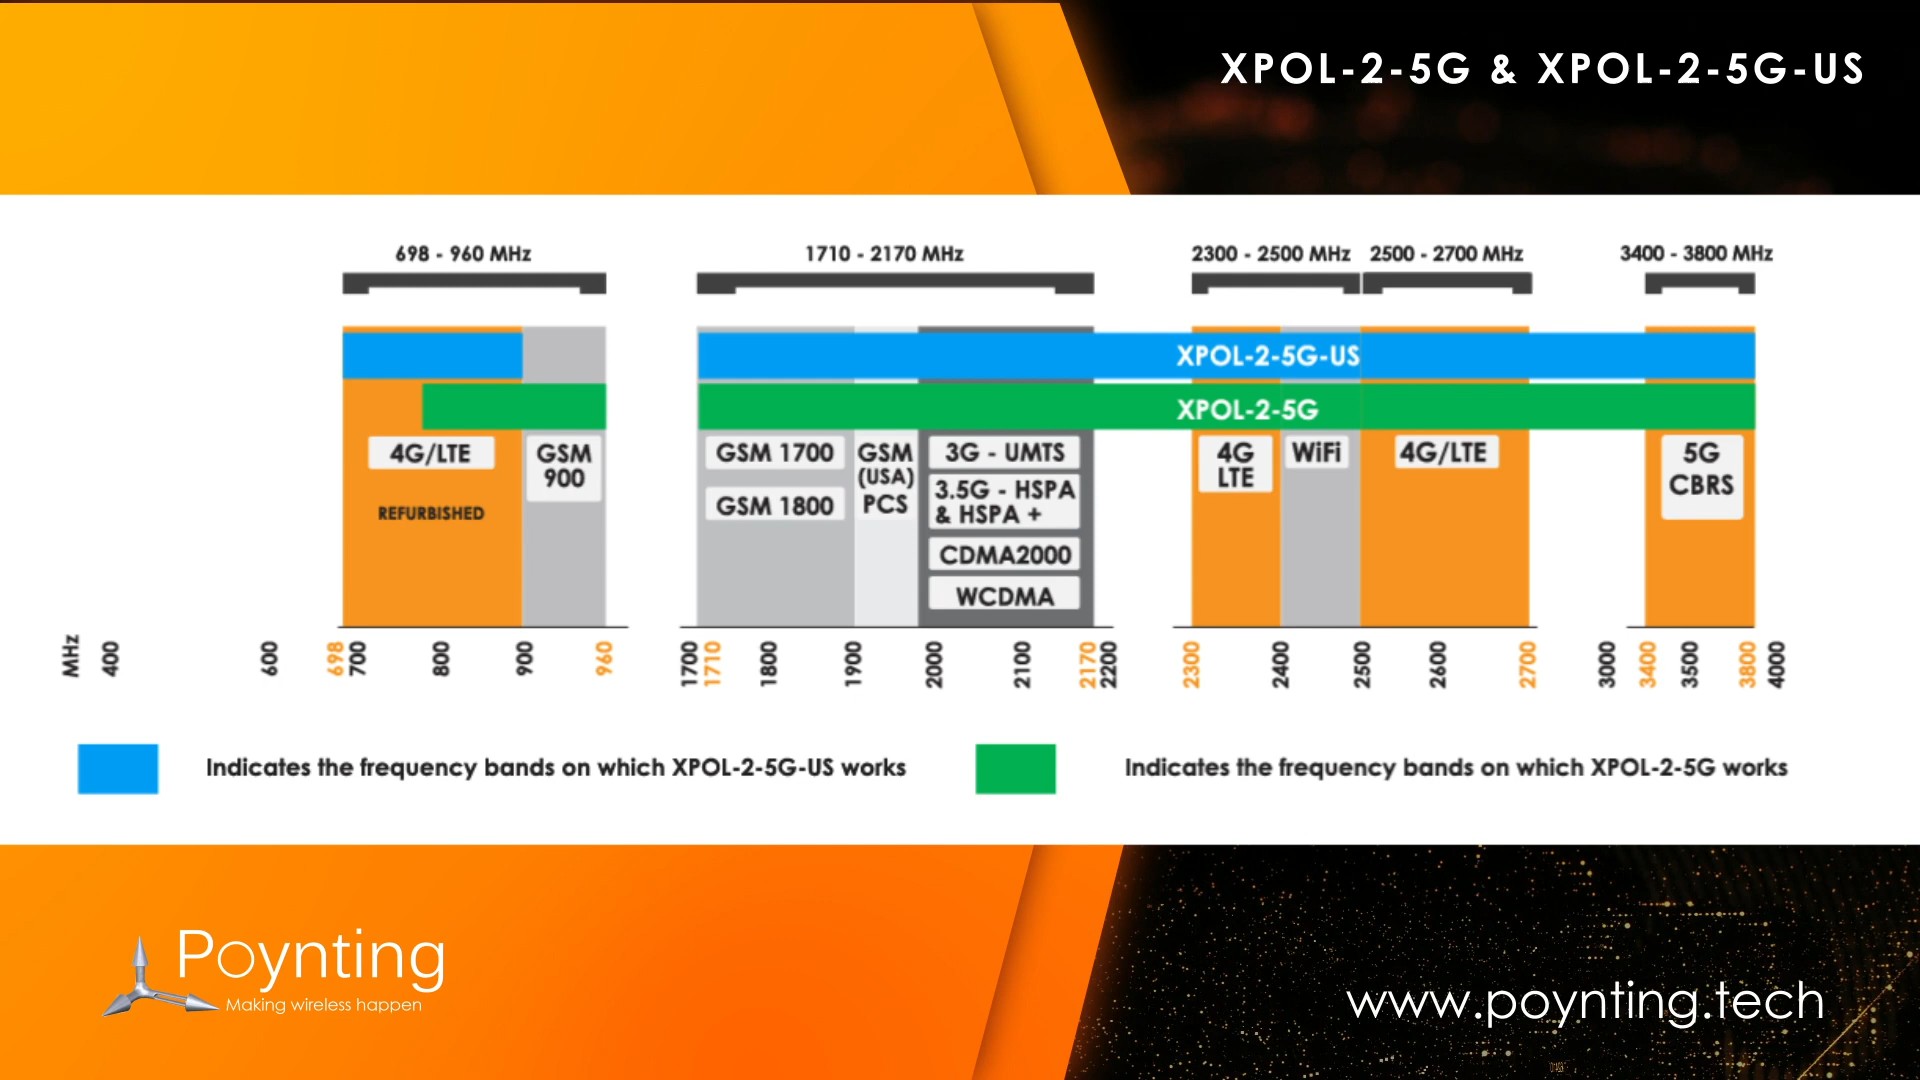 XPOL-2-5G & XPOL-2-5G-US
698 - 960 MHz
1710 - 2170 MHz
2300 - 2500 MHz
2500 - 2700 MHz
3400 - 3800 MHz
XPOL-2-5G-US
XPOL-2-5G
4G/LTE
REFURBISHED
GSM
900
GSM 1700
GSM 1800
GSM
(USA)
PCS
3G - UMTS
3.5G - HSPA
& HSPA +
CDMA2000
WCDMA
4G
LTE
WiFi
4G/LTE
5G
CBRS
MHz
400
600
698
700
800
900
960
1700
1710
1800
1900
2000
2100
2170
2200
2300
2400
2500
2600
2700
3000
3400
3500
3800
4000
Indicates the frequency bands on which XPOL-2-5G-US works
Indicates the frequency bands on which XPOL-2-5G works
Poynting
Making wireless happen
www.poynting.tech